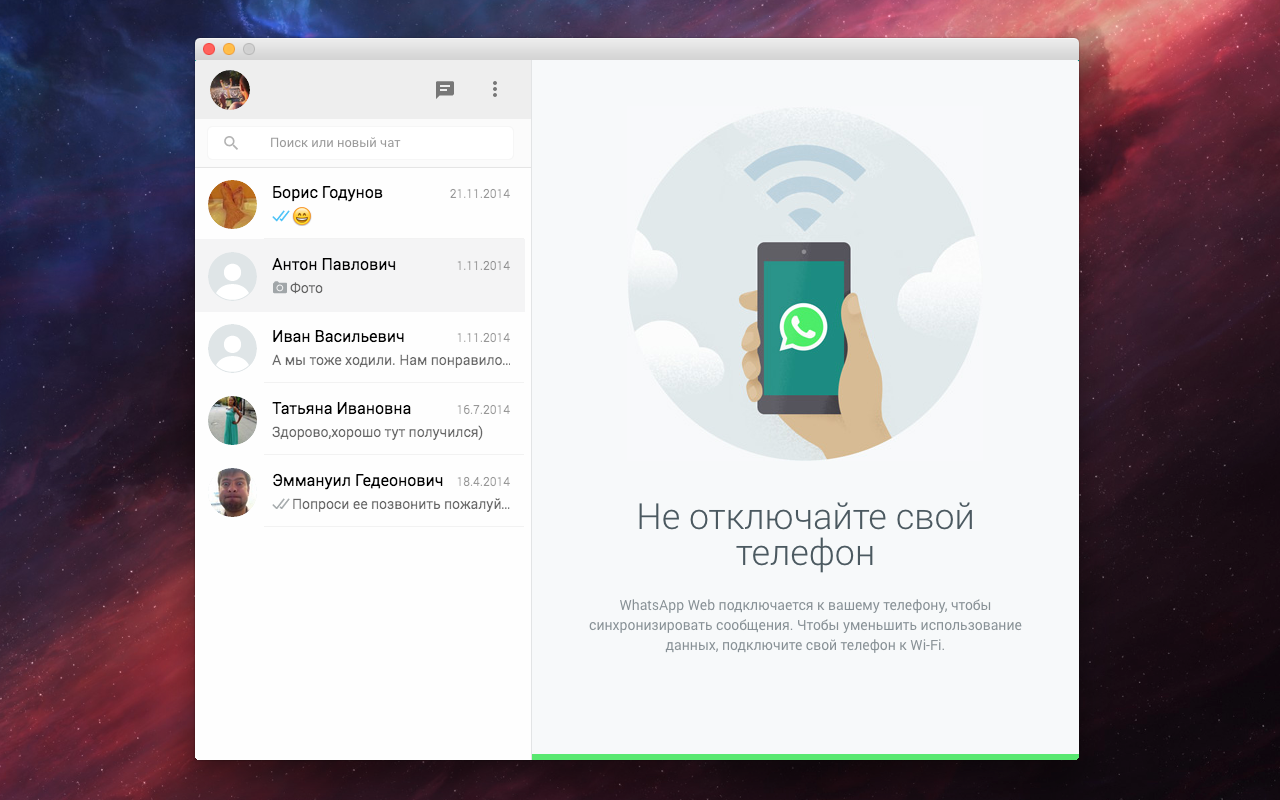 Поиск или новый чат
Борис Годунов 21.11.2014
Антон Павлович 1.11.2014
Фото
Иван Васильевич 1.11.2014
А мы тоже ходили. Нам понравило...
Татьяна Ивановна 16.7.2014
Здорово,хорошо тут получился)
Эммануил Гедеонович 18.4.2014
Попроси ее позвонить пожалуй...
Не отключайте свой
телефон
WhatsApp Web подключается к вашему телефону, чтобы
синхронизировать сообщения. Чтобы уменьшить использование
данных, подключите свой телефон к Wi-Fi.